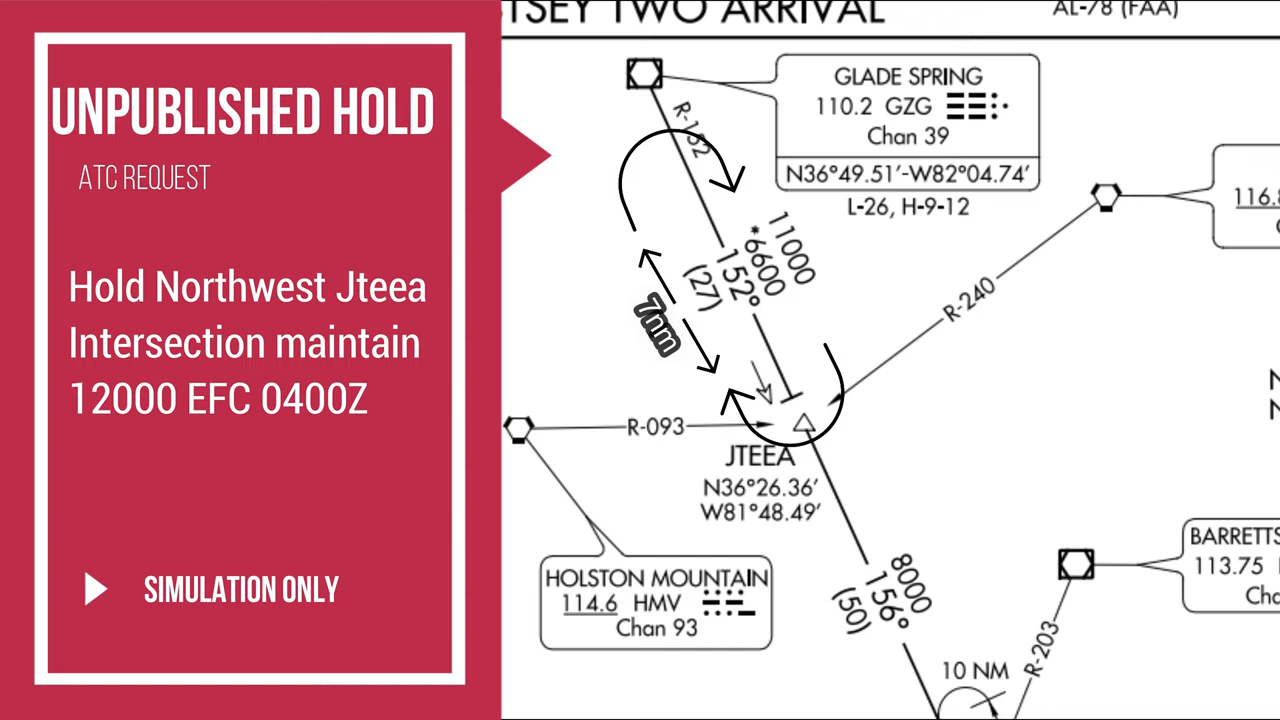 UNPUBLISHED HOLD
ATC REQUEST
Hold Northwest Jteea
Intersection maintain
12000 EFC 0400Z
SIMULATION ONLY
TSEY TWO ARRIVAL
AL-78 (FAA)
GLADE SPRING
110.2 GZG
Chan 39
N36°49.51'-W82°04.74'
L-26, H-9-12
R-152
11000
*6600
152°
(27)
7nm
116.8
R-240
R-093
JTEEA
N36°26.36'
W81°48.49'
HOLSTON MOUNTAIN
114.6 HMV
Chan 93
8000
156°
(50)
BARRETTS
113.75
Cha
R-203
10 NM
N
N